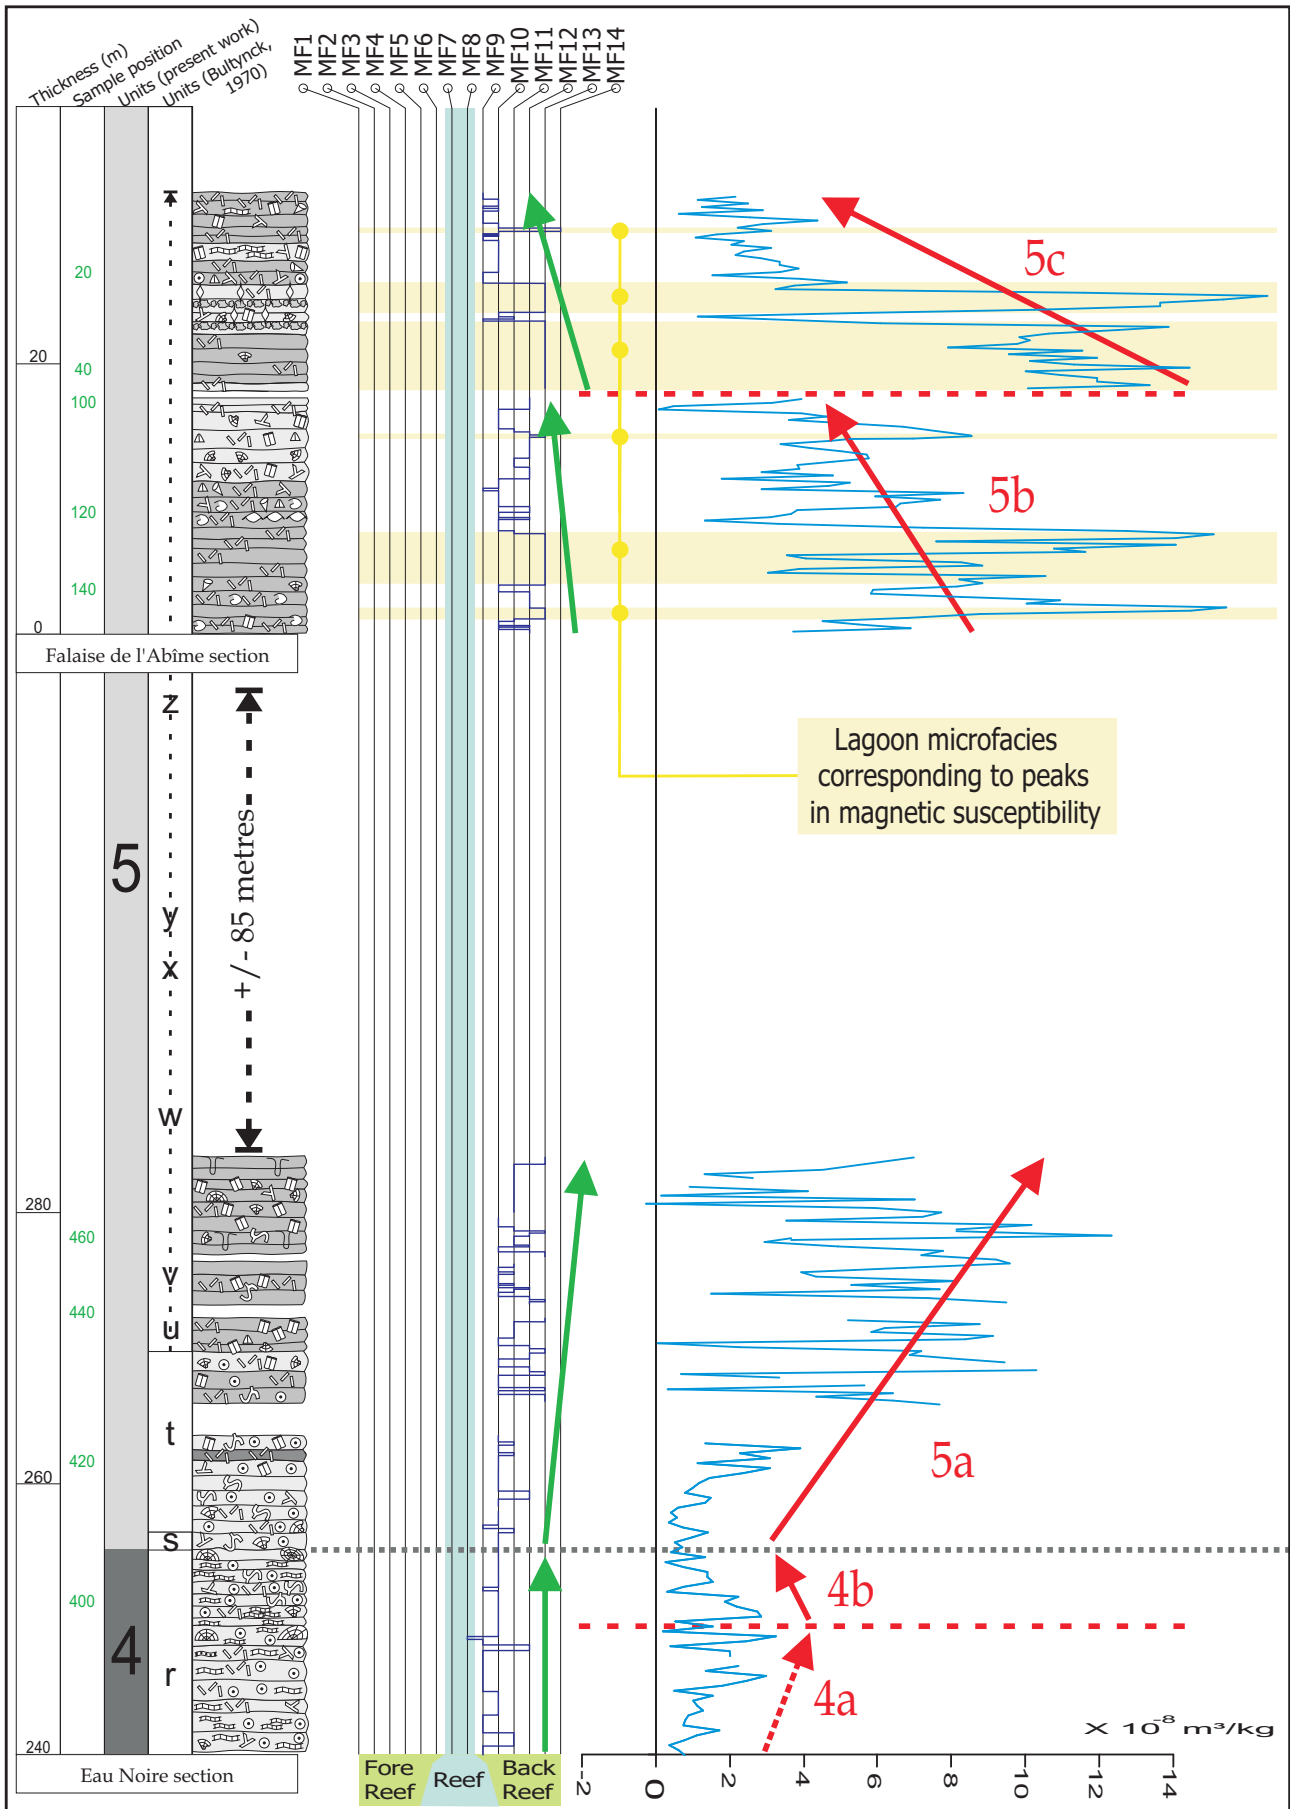 Thickness (m)
Sample position
Units (present work)
Units (Bultynck,
1970)
MF1
MF2
MF3
MF4
MF5
MF6
MF7
MF8
MF9
MF10
MF11
MF12
MF13
MF14
20
5c
20
40
100
5b
120
140
0
Falaise de l'Abîme section
z
Lagoon microfacies
corresponding to peaks
in magnetic susceptibility
5
+/- 85 metres
y
x
w
280
460
v
440
u
t
420
5a
260
s
400
4b
4
r
4a
X 10-8 m³/kg
240
Eau Noire section
Fore
Reef
Reef
Back
Reef
-2
0
2
4
6
8
10
12
14